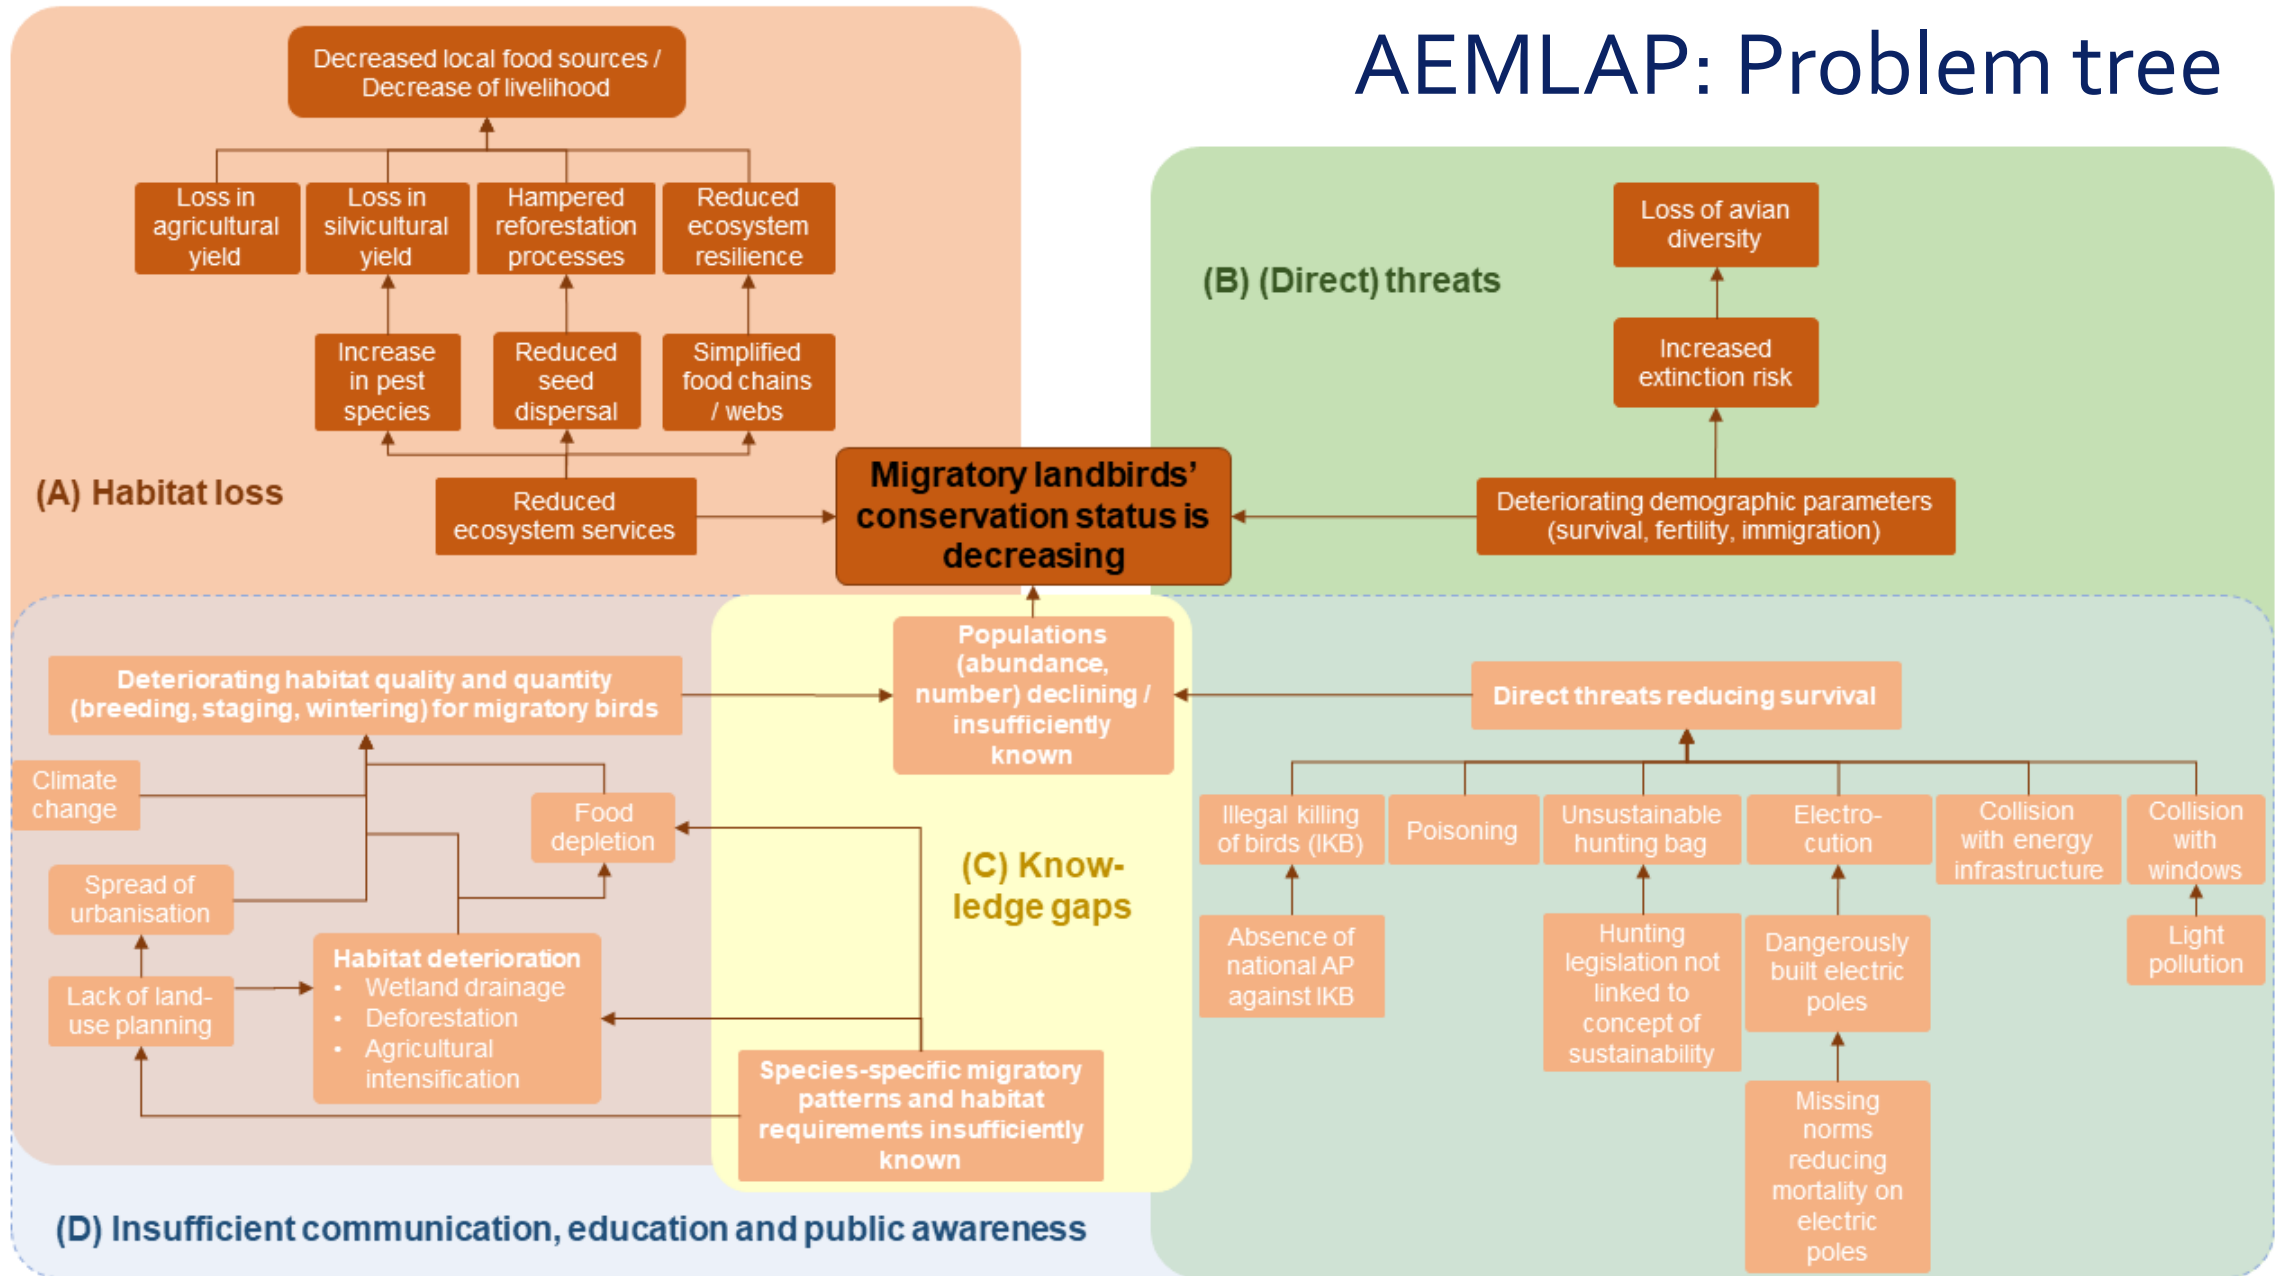 AEMLAP: Problem tree
Decreased local food sources /
Decrease of livelihood
Loss in
agricultural
yield
Loss in
silvicultural
yield
Hampered
reforestation
processes
Reduced
ecosystem
resilience
Increase
in pest
species
Reduced
seed
dispersal
Simplified
food chains
/ webs
(A) Habitat loss
Reduced
ecosystem services
Migratory landbirds’
conservation status is
decreasing
(B) (Direct) threats
Loss of avian
diversity
Increased
extinction risk
Deteriorating demographic parameters
(survival, fertility, immigration)
Deteriorating habitat quality and quantity
(breeding, staging, wintering) for migratory birds
Populations
(abundance,
number) declining /
insufficiently
known
Direct threats reducing survival
Climate
change
Food
depletion
Spread of
urbanisation
Lack of land-
use planning
Habitat deterioration
• Wetland drainage
• Deforestation
• Agricultural
intensification
(C) Know-
ledge gaps
Species-specific migratory
patterns and habitat
requirements insufficiently
known
Illegal killing
of birds (IKB)
Poisoning
Unsustainable
hunting bag
Electro-
cution
Collision
with energy
infrastructure
Collision
with
windows
Absence of
national AP
against IKB
Hunting
legislation not
linked to
concept of
sustainability
Dangerously
built electric
poles
Light
pollution
Missing
norms
reducing
mortality on
electric
poles
(D) Insufficient communication, education and public awareness